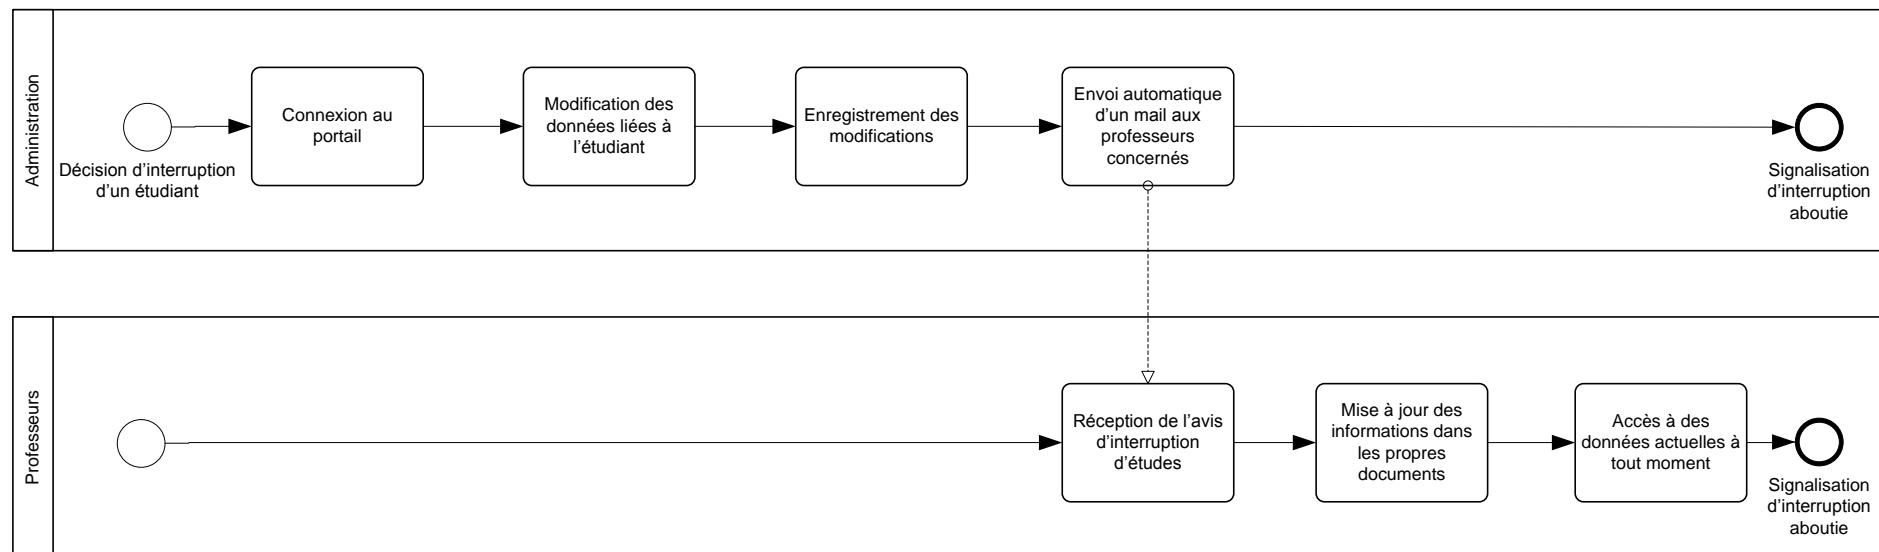 Administration
Décision d’interruption
d’un étudiant
Connexion au
portail
Modification des
données liées à
l’étudiant
Enregistrement des
modifications
Envoi automatique
d’un mail aux
professeurs
concernés
Signalisation
d’interruption
aboutie
Professeurs
Réception de l’avis
d’interruption
d’études
Mise à jour des
informations dans
les propres
documents
Accès à des
données actuelles à
tout moment
Signalisation
d’interruption
aboutie